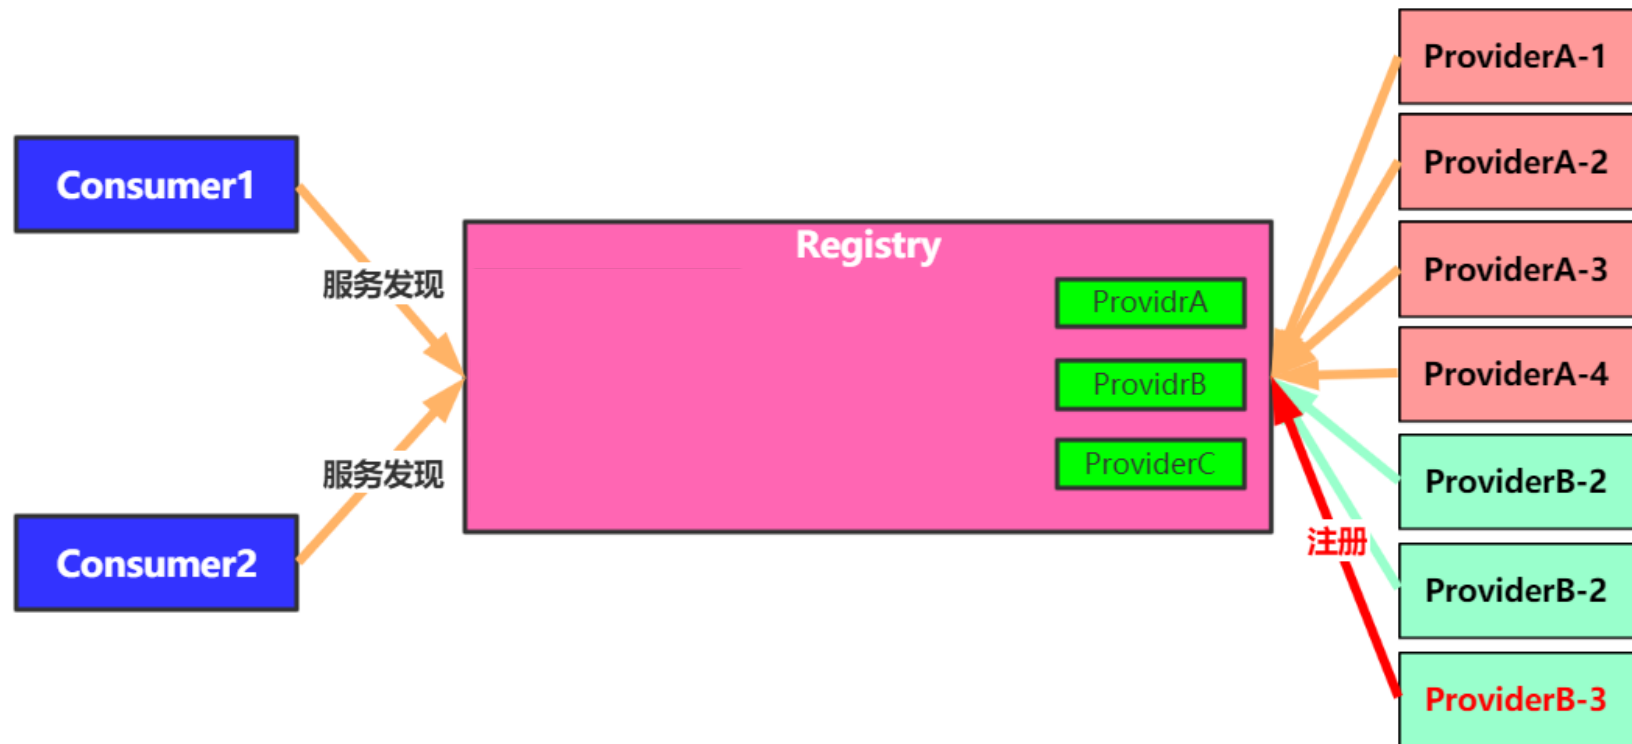 Consumer1
服务发现
Consumer2
服务发现
Registry
ProvidrA
ProvidrB
ProviderC
注册
ProviderA-1
ProviderA-2
ProviderA-3
ProviderA-4
ProviderB-2
ProviderB-2
ProviderB-3